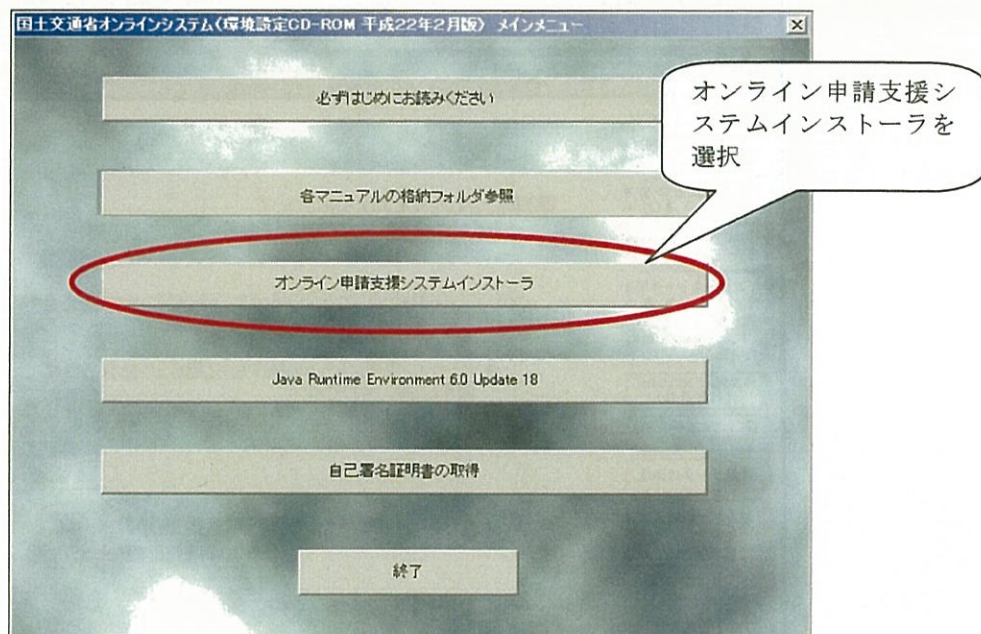 国土交通省オンラインシステム（環境設定CD-ROM 平成22年2月版） メインメニュー
必ずはじめにお読みください
オンライン申請支援シ
ステムインストーラを
選択
各マニュアルの格納フォルダ参照
オンライン申請支援システムインストーラ
Java Runtime Environment 6.0 Update 18
自己署名証明書の取得
終了